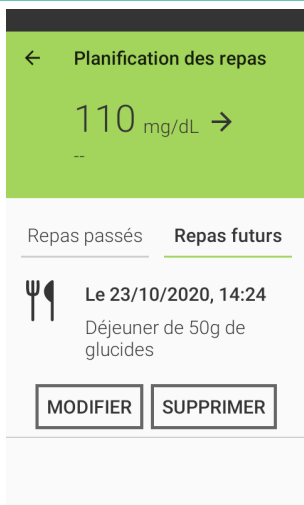 ← Planification des repas
110 mg/dL →
--
Repas passés Repas futurs
Le 23/10/2020, 14:24
Déjeuner de 50g de
glucides
MODIFIER SUPPRIMER